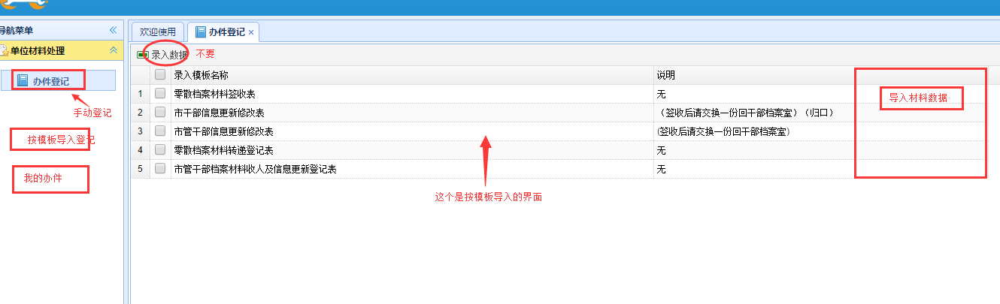 导航菜单
单位材料处理
办件登记
手动登记
按模板导入登记
我的办件
欢迎使用
办件登记
录入数据
不要
录入模板名称 说明
1 零散档案材料签收表 无
2 市干部信息更新修改表 （签收后请交换一份回干部档案室）（归口）
3 市管干部信息更新修改表 (签收后请交换一份回干部档案室)
4 零散档案材料转递登记表 无
5 市管干部档案材料收人及信息更新登记表 无
导入材料数据
这个是按模板导入的界面